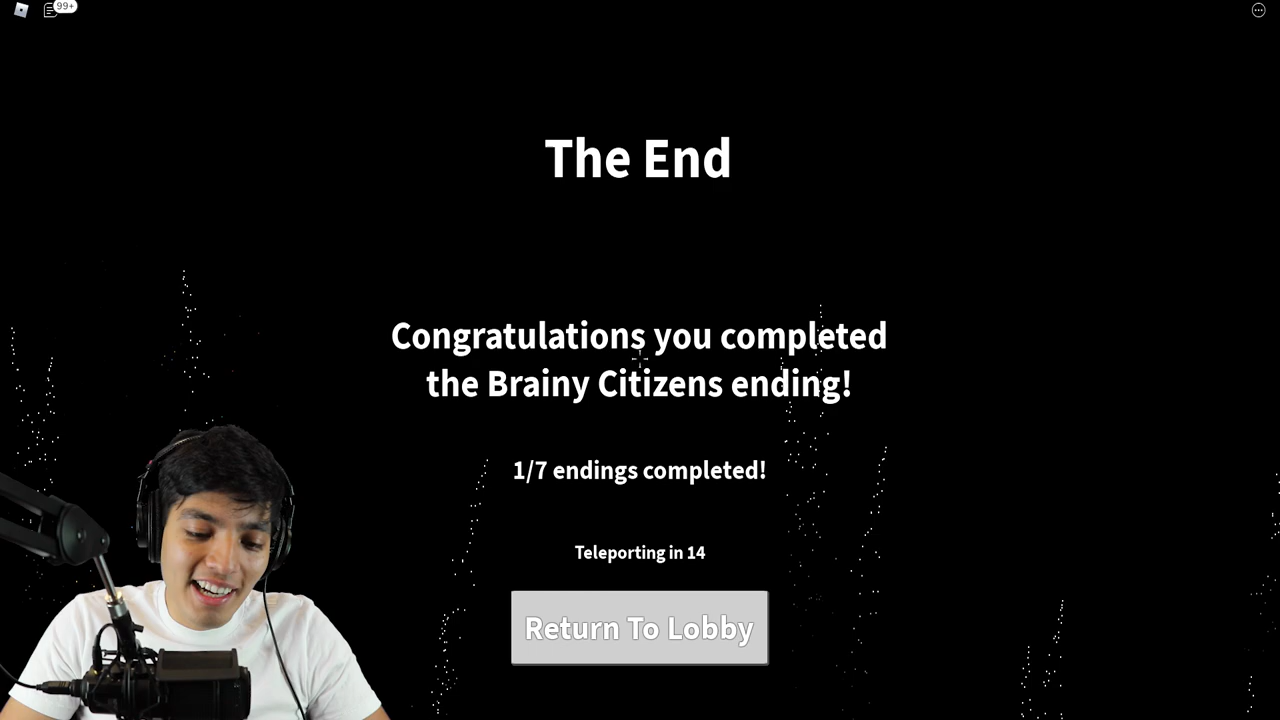 99+
The End
Congratulations you completed
the Brainy Citizens ending!
1/7 endings completed!
Teleporting in 14
Return To Lobby